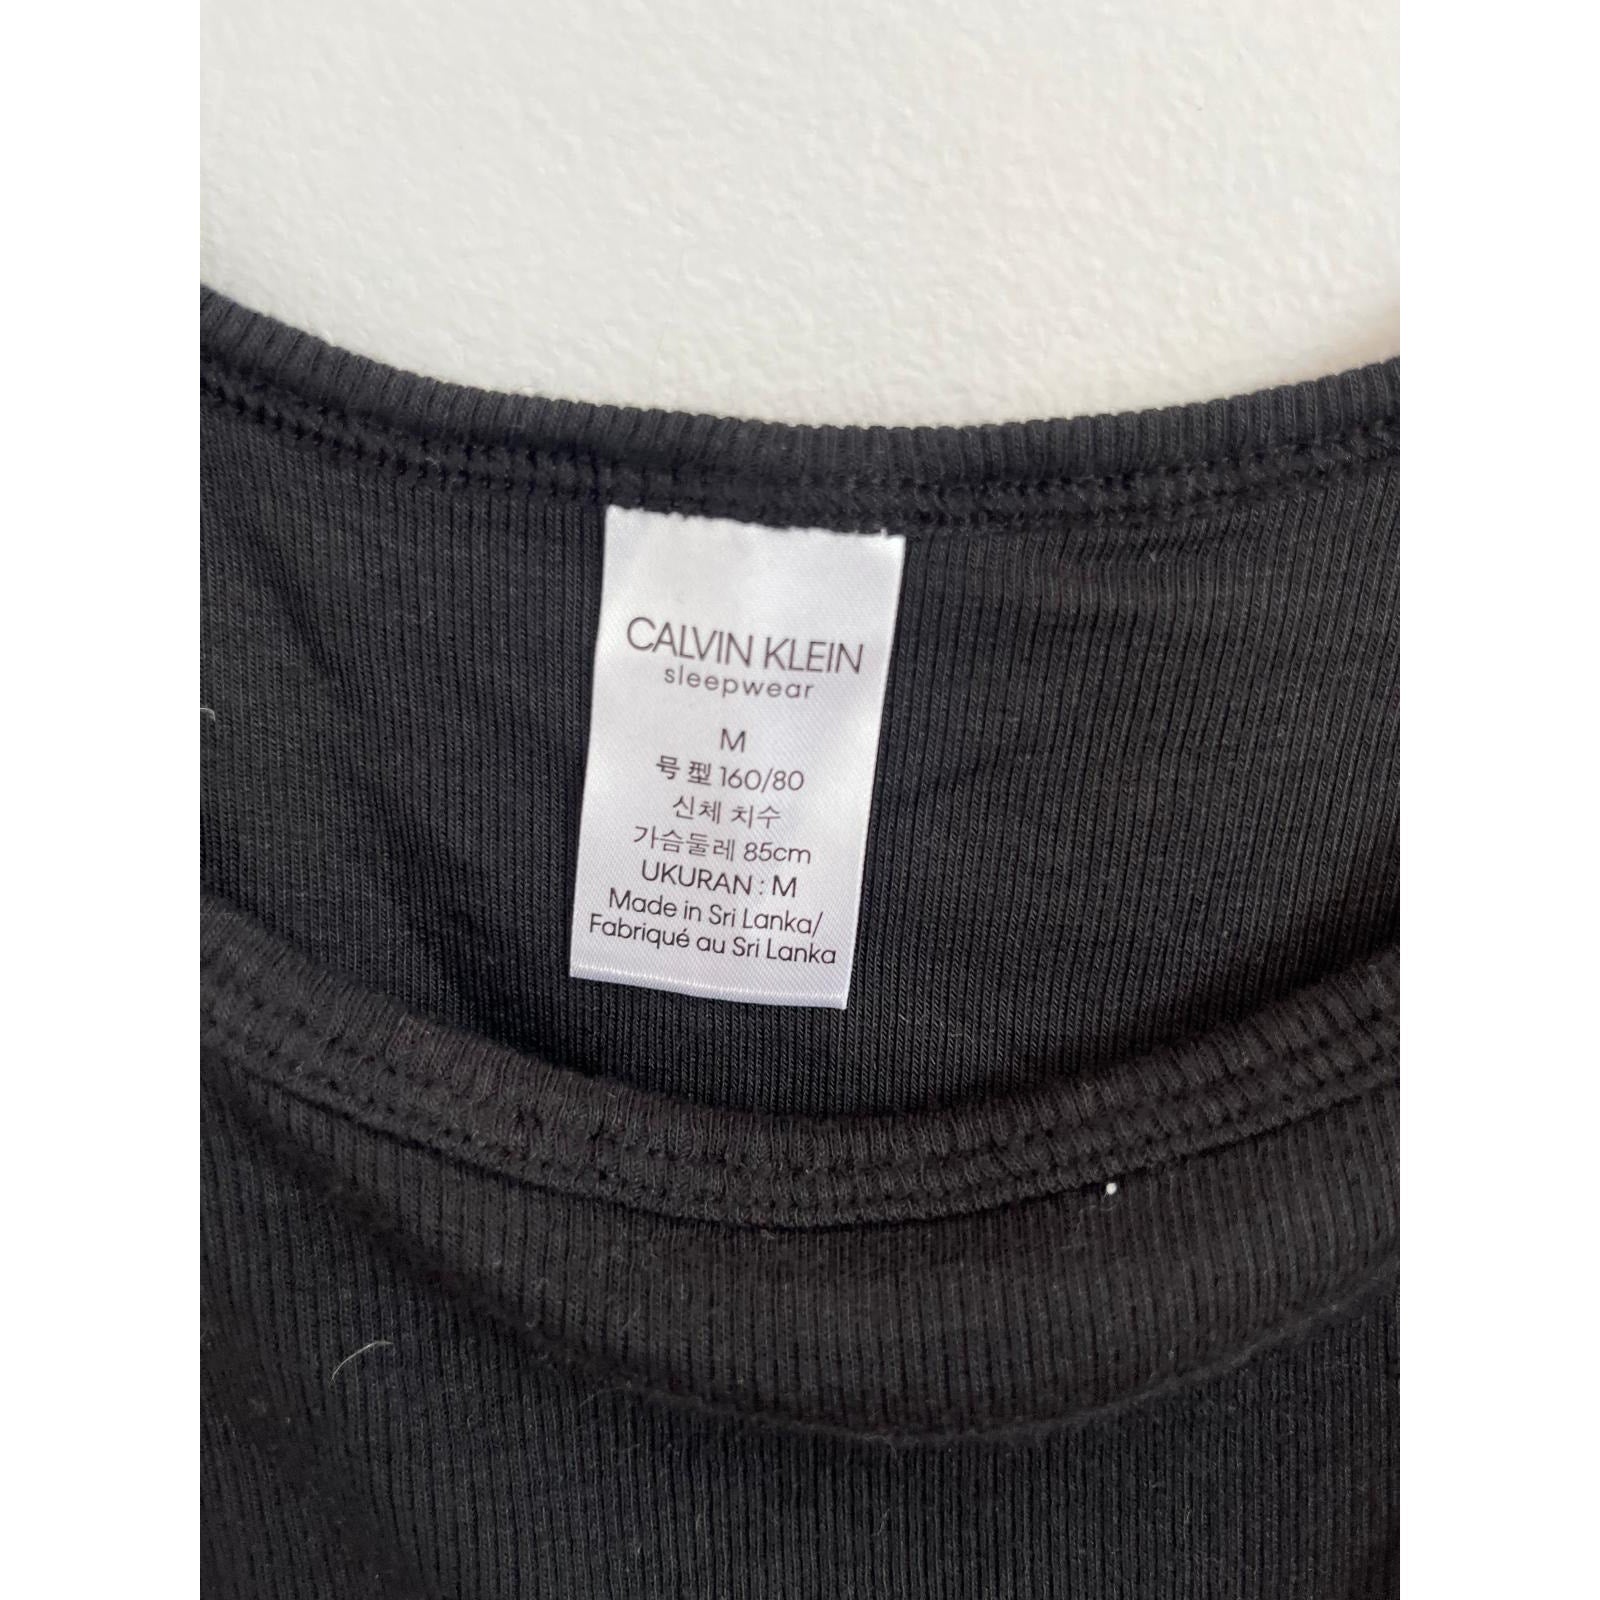 CALVIN KLEIN
sleepwear
M
号型 160/80
신체 치수
가슴둘레 85cm
UKURAN : M
Made in Sri Lanka/
Fabriqué au Sri Lanka